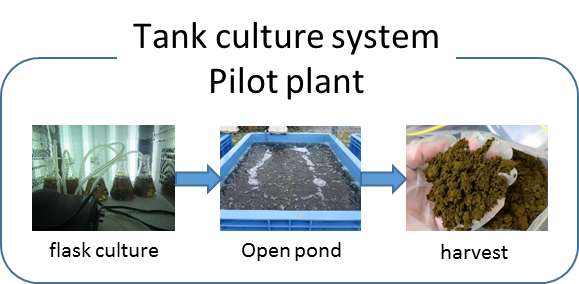 Tank culture system
Pilot plant
flask culture
Open pond
harvest